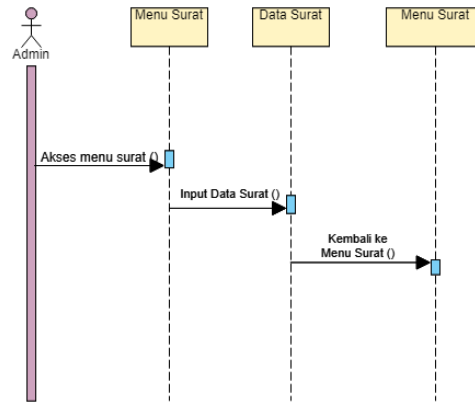 Menu Surat
Data Surat
Menu Surat
Admin
Akses menu surat ()
Input Data Surat ()
Kembali ke
Menu Surat ()